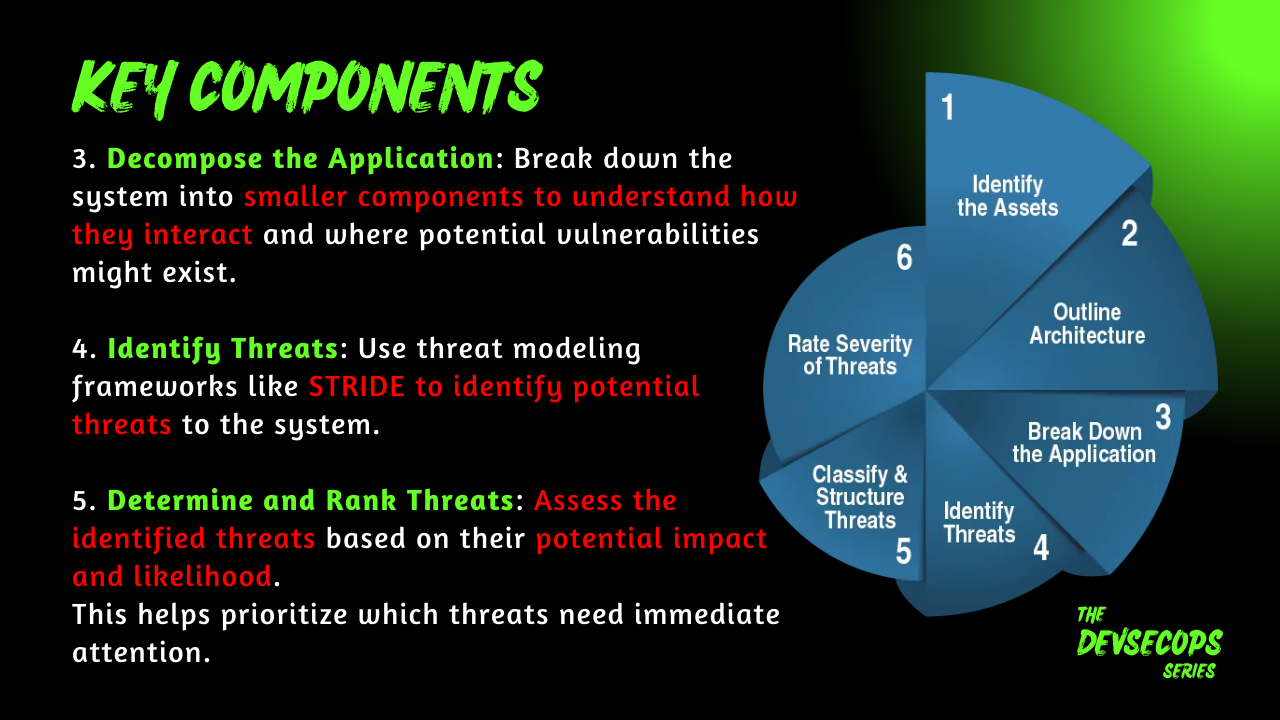 KEY COMPONENTS
3. Decompose the Application: Break down the
system into smaller components to understand how
they interact and where potential vulnerabilities
might exist.
4. Identify Threats: Use threat modeling
frameworks like STRIDE to identify potential
threats to the system.
5. Determine and Rank Threats: Assess the
identified threats based on their potential impact
and likelihood.
This helps prioritize which threats need immediate
attention.
1
Identify
the Assets
2
Outline
Architecture
3
Break Down
the Application
Identify
Threats
4
Classify &
Structure
Threats
5
6
Rate Severity
of Threats
THE
DEVSECOPS
SERIES